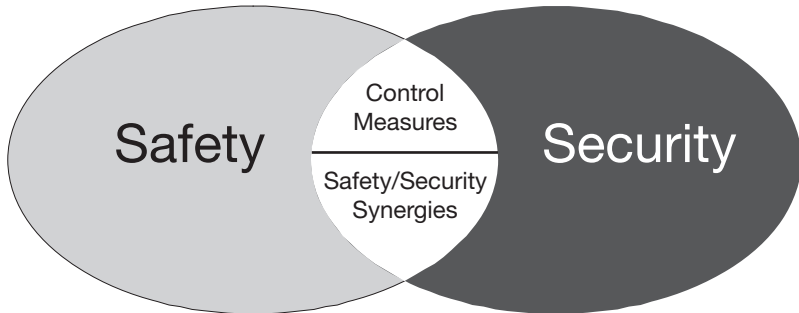 Safety
Control
Measures
Safety/Security
Synergies
Security